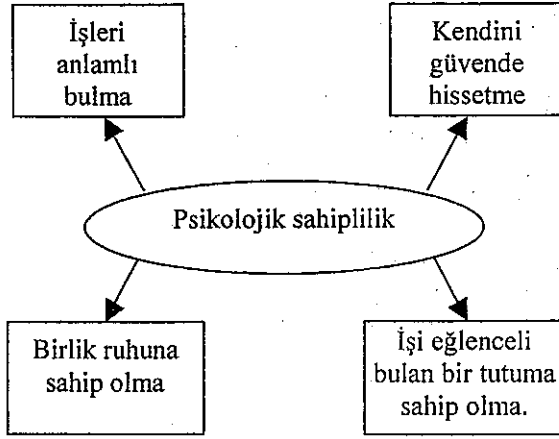 İşleri
anlamlı
bulma
Kendini
güvende
hissetme
Psikolojik sahiplilik
Birlik ruhuna
sahip olma
İşi eğlenceli
bulan bir tutuma
sahip olma.